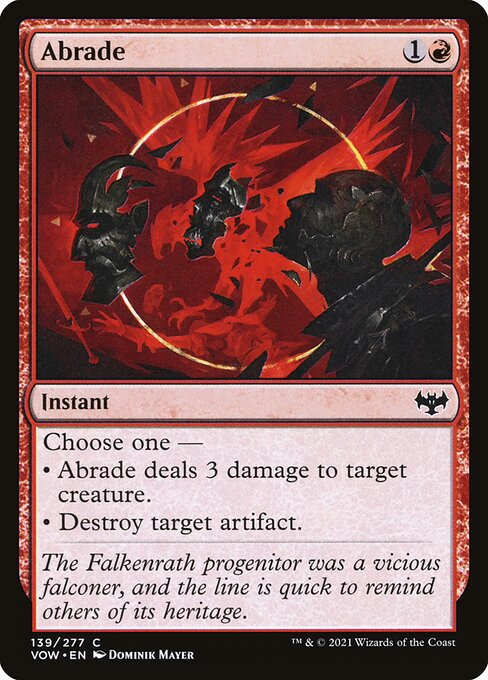 Abrade 1
Instant
Choose one —
• Abrade deals 3 damage to target
creature.
• Destroy target artifact.
The Falkenrath progenitor was a vicious
falconer, and the line is quick to remind
others of its heritage.
139/277 C ™ & © 2021 Wizards of the Coast
VOW • EN Dominik Mayer